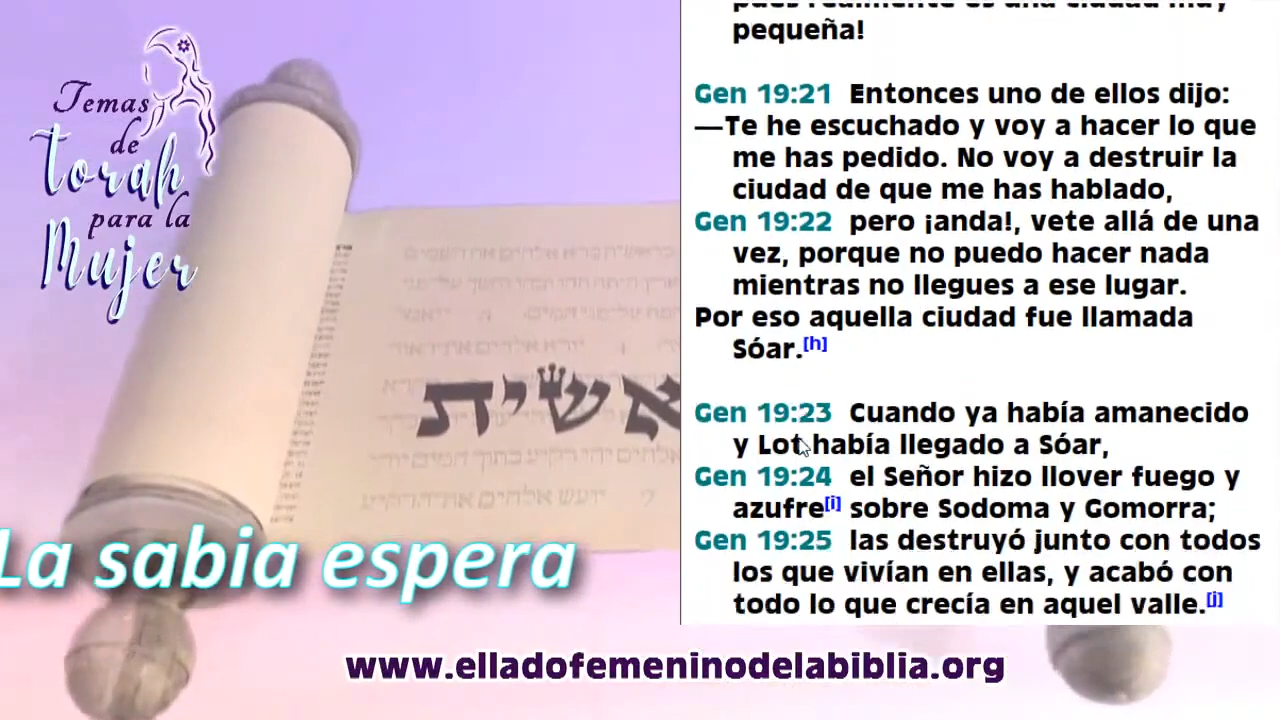 Temas
de
torah
para la
Mujer
La sabia espera
אשית
pequeña!
Gen 19:21 Entonces uno de ellos dijo:
—Te he escuchado y voy a hacer lo que
me has pedido. No voy a destruir la
ciudad de que me has hablado,
Gen 19:22 pero ¡anda!, vete allá de una
vez, porque no puedo hacer nada
mientras no llegues a ese lugar.
Por eso aquella ciudad fue llamada
Sóar.[h]
Gen 19:23 Cuando ya había amanecido
y Lot había llegado a Sóar,
Gen 19:24 el Señor hizo llover fuego y
azufre[i] sobre Sodoma y Gomorra;
Gen 19:25 las destruyó junto con todos
los que vivían en ellas, y acabó con
todo lo que crecía en aquel valle.[j]
www.elladofemeninodelabiblia.org